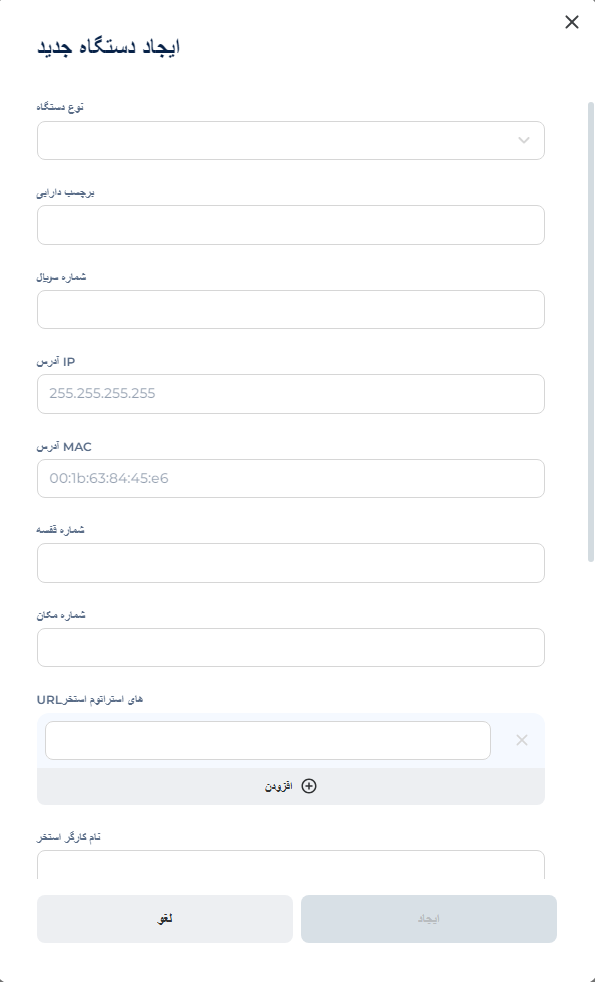 ایجاد دستگاه جدید
نوع دستگاه
برچسب دارایی
شماره سریال
آدرس IP
255.255.255.255
آدرس MAC
00:1b:63:84:45:e6
شماره قفسه
شماره مکان
URLهای استراتوم استخر
افزودن
نام کارگر استخر
لغو
ایجاد